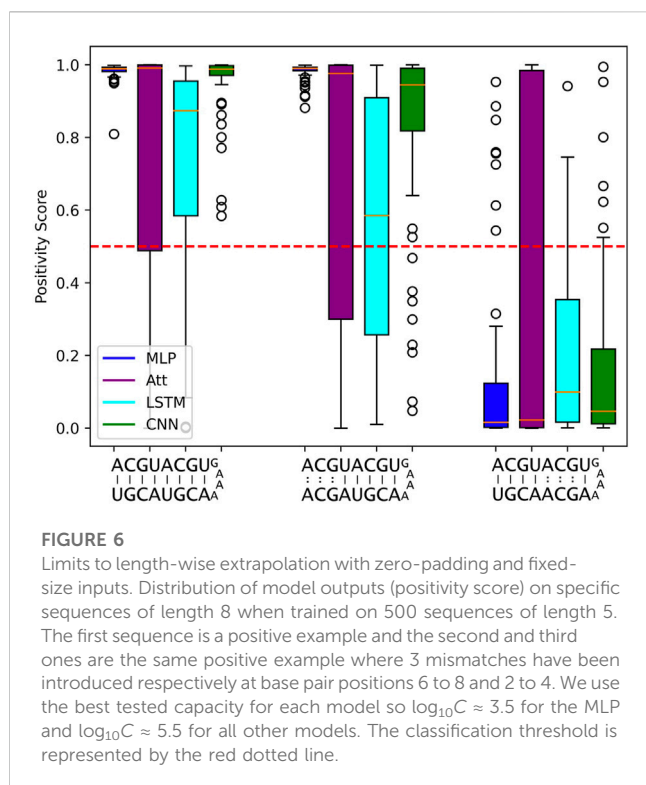 1.0
0.8
0.6
0.4
0.2
0.0
Positivity Score
MLP
Att
LSTM
CNN
ACGUACGUG
A
A
UGCAUGCAA
ACGUACGUG
A
A
ACGAUGCAA
ACGUACGUG
A
A
UGCAACGAA
FIGURE 6
Limits to length-wise extrapolation with zero-padding and fixed-
size inputs. Distribution of model outputs (positivity score) on specific
sequences of length 8 when trained on 500 sequences of length 5.
The first sequence is a positive example and the second and third
ones are the same positive example where 3 mismatches have been
introduced respectively at base pair positions 6 to 8 and 2 to 4. We use
the best tested capacity for each model so log₁₀C ≈ 3.5 for the MLP
and log₁₀C ≈ 5.5 for all other models. The classification threshold is
represented by the red dotted line.